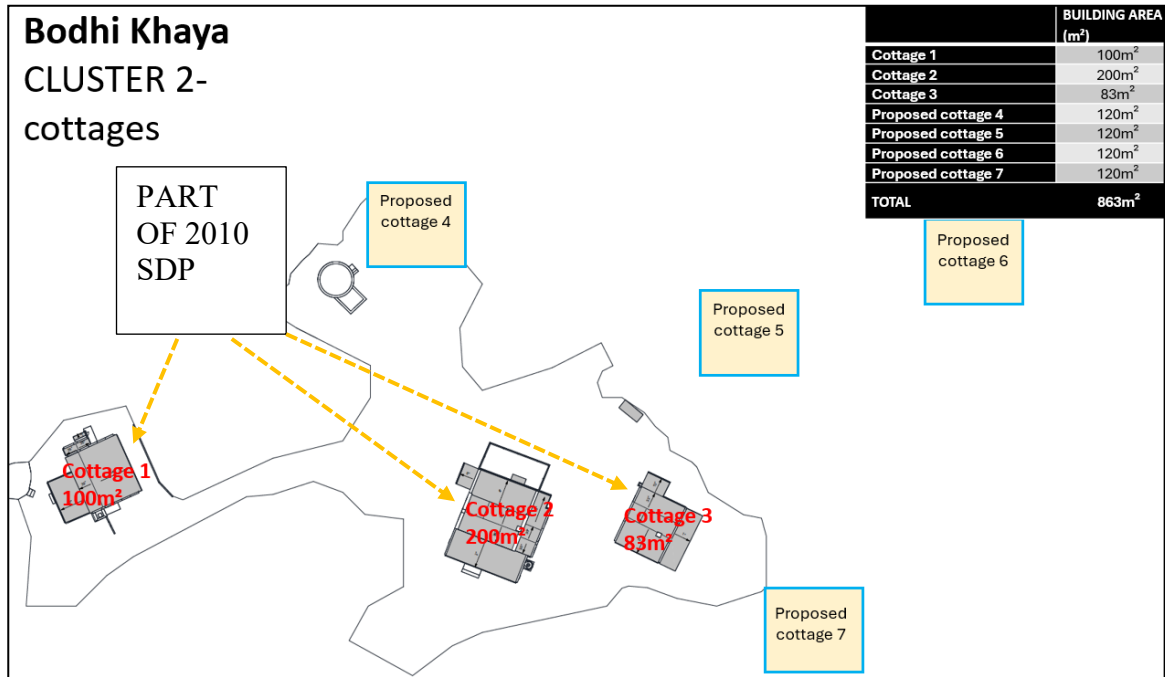 Bodhi Khaya
CLUSTER 2-
cottages
BUILDING AREA
(m²)
Cottage 1 100m²
Cottage 2 200m²
Cottage 3 83m²
Proposed cottage 4 120m²
Proposed cottage 5 120m²
Proposed cottage 6 120m²
Proposed cottage 7 120m²
TOTAL 863m²
PART
OF 2010
SDP
Proposed
cottage 4
Proposed
cottage 6
Proposed
cottage 5
Cottage 1
100m²
Cottage 2
200m²
Cottage 3
83m²
Proposed
cottage 7